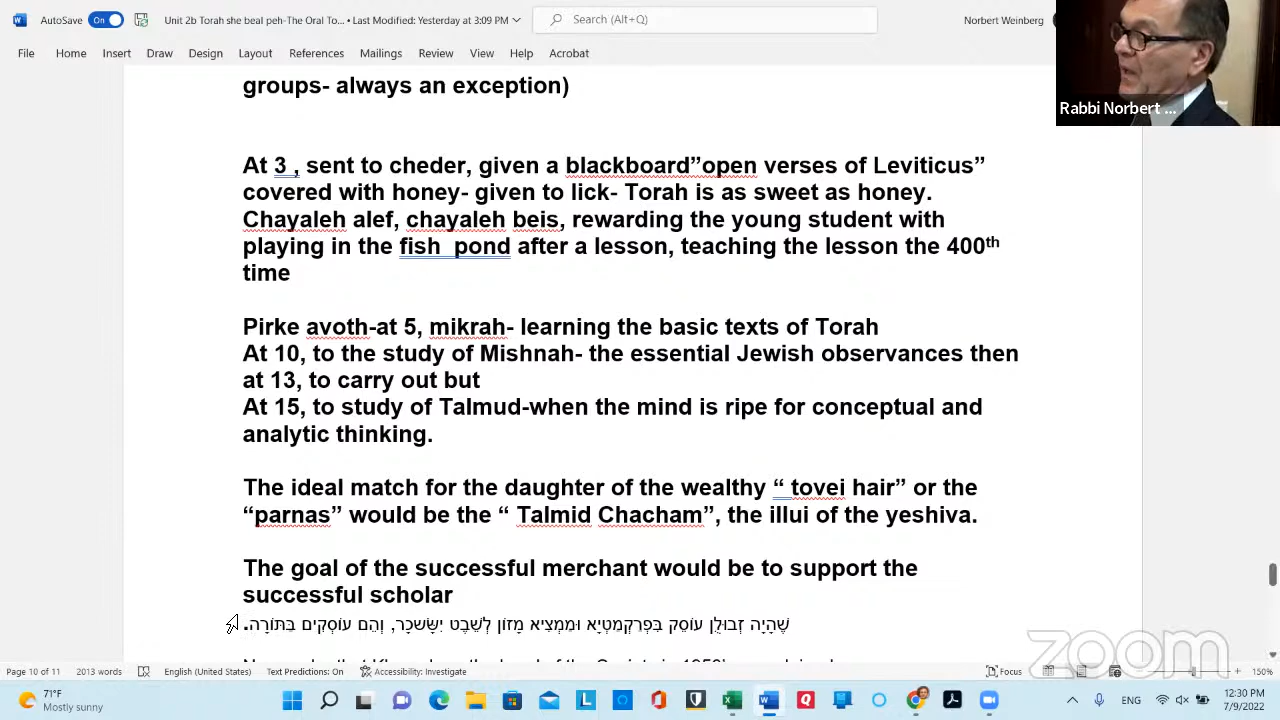 AutoSave On Unit 2b Torah she beal peh-The Oral To... • Last Modified: Yesterday at 3:09 PM Search (Alt+Q) Norbert Weinberg
File Home Insert Draw Design Layout References Mailings Review View Help Acrobat
Rabbi Norbert ...
groups- always an exception)
At 3 , sent to cheder, given a blackboard”open verses of Leviticus”
covered with honey- given to lick- Torah is as sweet as honey.
Chayaleh alef, chayaleh beis, rewarding the young student with
playing in the fish pond after a lesson, teaching the lesson the 400th
time
Pirke avoth-at 5, mikrah- learning the basic texts of Torah
At 10, to the study of Mishnah- the essential Jewish observances then
at 13, to carry out but
At 15, to study of Talmud-when the mind is ripe for conceptual and
analytic thinking.
The ideal match for the daughter of the wealthy “ tovei hair” or the
“parnas” would be the “ Talmid Chacham”, the illui of the yeshiva.
The goal of the successful merchant would be to support the
successful scholar
שֶׁהָיָה זְבוּלֻן עוֹסֵק בִּפְרַקְמַטְיָא וּמַמְצִיא מָזוֹן לְשֵׁבֶט יִשָּׂשכָר, וְהֵם עוֹסְקִים בַּתּוֹרָה.
zoom
Page 10 of 11 2013 words English (United States) Text Predictions: On Accessibility: Investigate Focus 150%
71°F
Mostly sunny
ENG 12:30 PM
7/9/2022